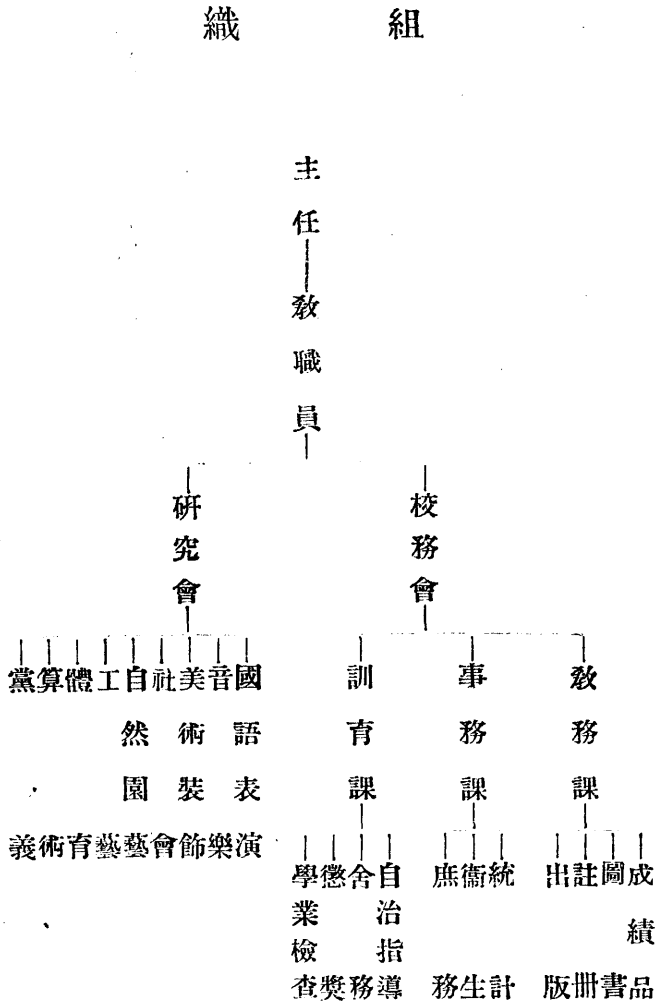 組織
主任
教職員
校務會
研究會
教務課
事務課
訓育課
國語表演
音樂
美術裝飾
社會
自然園藝
工藝
體育
算術
黨義
成績品
圖書
註冊
出版
統計
衞生
庶務
自治指導
舍務
懲獎
學業檢查